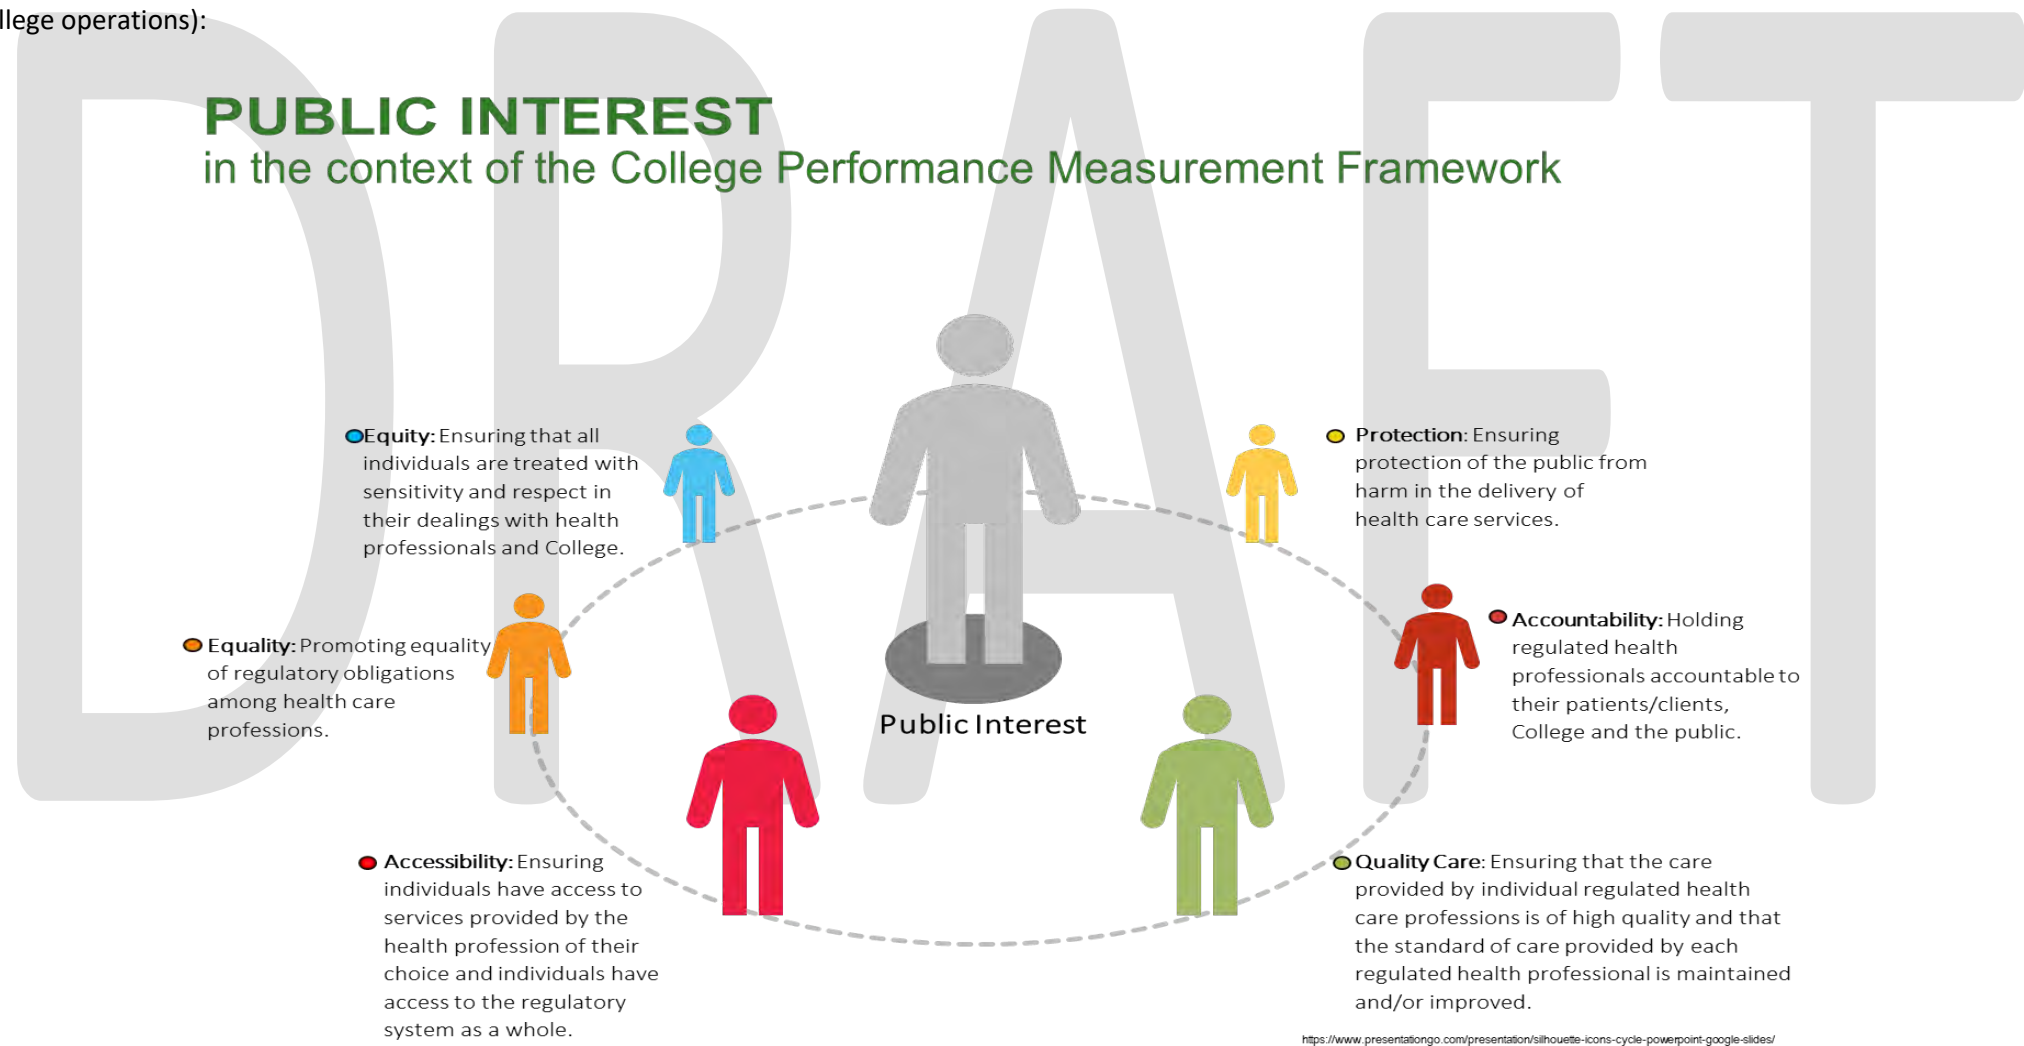 llege operations):
DRAFT
PUBLIC INTEREST
in the context of the College Performance Measurement Framework
Equity: Ensuring that all
individuals are treated with
sensitivity and respect in
their dealings with health
professionals and College.
Protection: Ensuring
protection of the public from
harm in the delivery of
health care services.
Equality: Promoting equality
of regulatory obligations
among health care
professions.
Accountability: Holding
regulated health
professionals accountable to
their patients/clients,
College and the public.
Public Interest
Accessibility: Ensuring
individuals have access to
services provided by the
health profession of their
choice and individuals have
access to the regulatory
system as a whole.
Quality Care: Ensuring that the care
provided by individual regulated health
care professions is of high quality and that
the standard of care provided by each
regulated health professional is maintained
and/or improved.
https://www.presentationgo.com/presentation/silhouette-icons-cycle-powerpoint-google-slides/